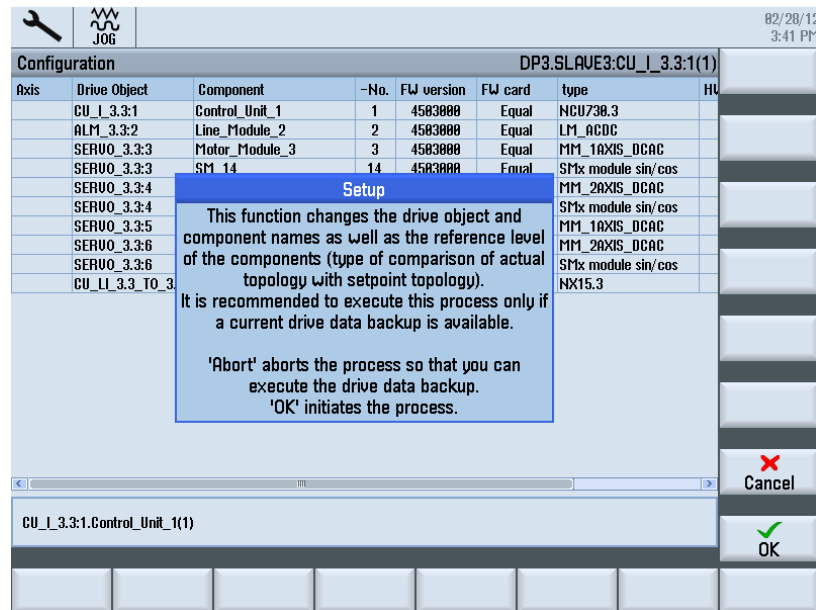 JOG
02/28/12
3:41 PM
Configuration DP3.SLAVE3:CU_I_3.3:1(1)
Axis Drive Object Component -No. FW version FW card type
CU_I_3.3:1 Control_Unit_1 1 4503000 Equal NCU730.3
ALM_3.3:2 Line_Module_2 2 4503000 Equal LM_ACDC
SERVO_3.3:3 Motor_Module_3 3 4503000 Equal MM_1AXIS_DCAC
SERVO_3.3:3 SM_14 14 4503000 Equal SMx module sin/cos
SERVO_3.3:4 MM_2AXIS_DCAC
SERVO_3.3:4 SMx module sin/cos
SERVO_3.3:5 MM_1AXIS_DCAC
SERVO_3.3:6 MM_2AXIS_DCAC
SERVO_3.3:6 SMx module sin/cos
CU_LI_3.3_TO_3. NX15.3
Setup
This function changes the drive object and
component names as well as the reference level
of the components (type of comparison of actual
topology with setpoint topology).
It is recommended to execute this process only if
a current drive data backup is available.
'Abort' aborts the process so that you can
execute the drive data backup.
'OK' initiates the process.
Cancel
CU_I_3.3:1.Control_Unit_1(1)
OK